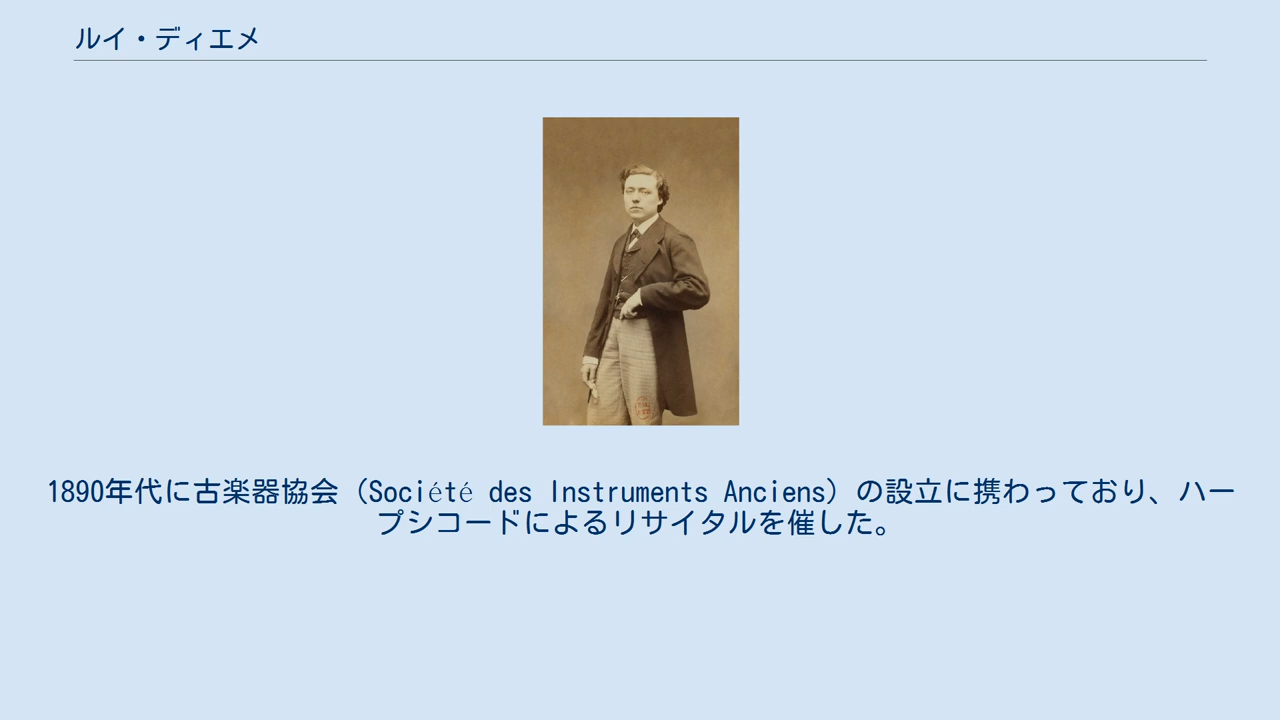 ルイ・ディエメ
1890年代に古楽器協会（Société des Instruments Anciens）の設立に携わっており、ハー
プシコードによるリサイタルを催した。